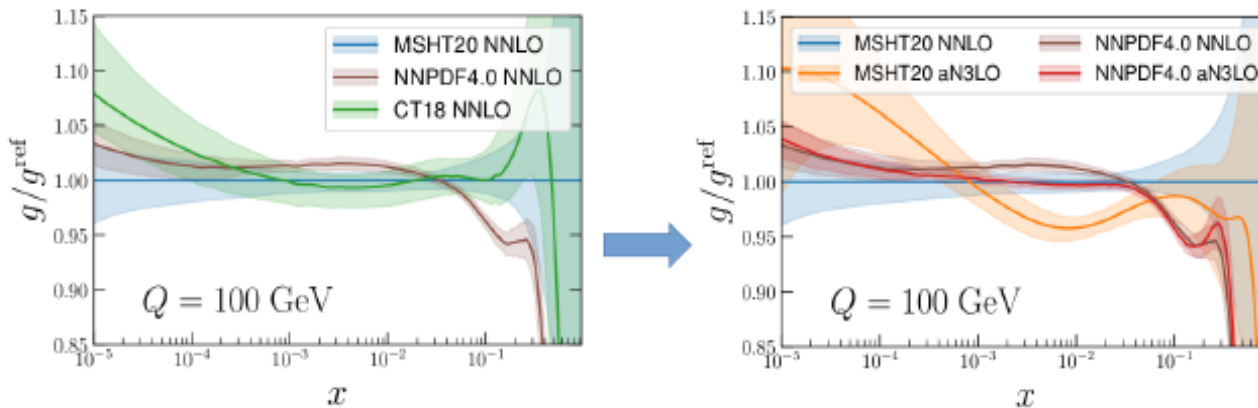 1.15
1.10
1.05
1.00
0.95
0.90
0.85
g/g^ref
MSHT20 NNLO
NNPDF4.0 NNLO
CT18 NNLO
Q = 100 GeV
10^-5 10^-4 10^-3 10^-2 10^-1
x
1.15
1.10
1.05
1.00
0.95
0.90
0.85
g/g^ref
MSHT20 NNLO NNPDF4.0 NNLO
MSHT20 aN3LO NNPDF4.0 aN3LO
Q = 100 GeV
10^-5 10^-4 10^-3 10^-2 10^-1
x